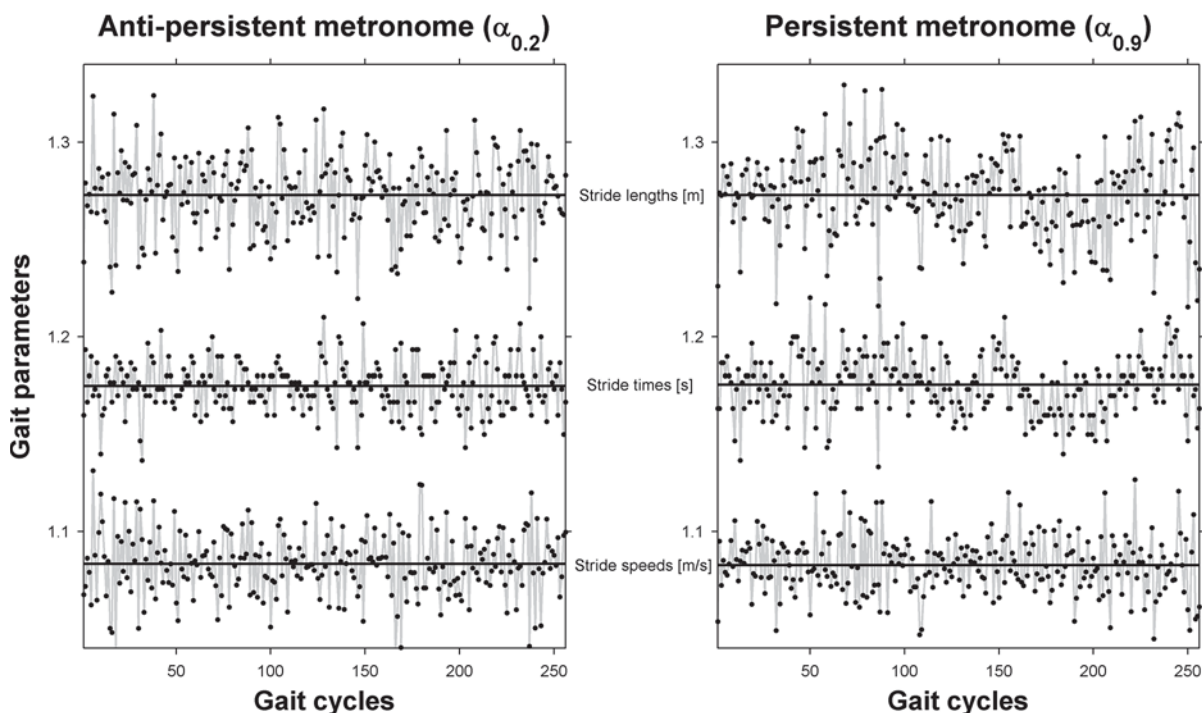 Anti-persistent metronome (α0.2)
Persistent metronome (α0.9)
Gait parameters
1.3
1.2
1.1
Stride lengths [m]
Stride times [s]
Stride speeds [m/s]
1.3
1.2
1.1
50 100 150 200 250
50 100 150 200 250
Gait cycles
Gait cycles